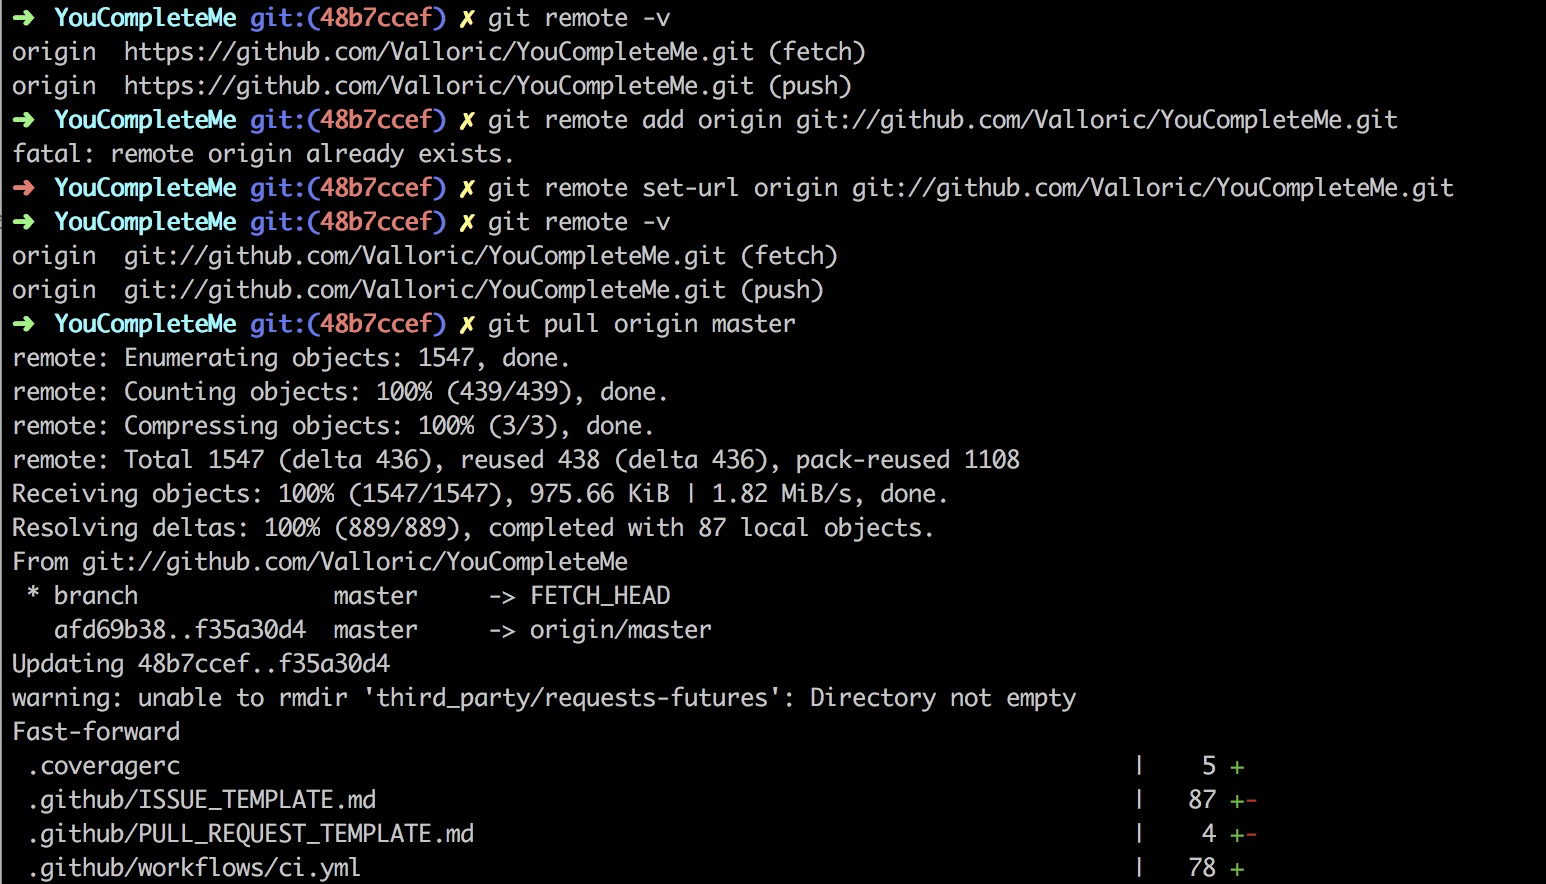 ➜ YouCompleteMe git:(48b7ccef) ✗ git remote -v
origin  https://github.com/Valloric/YouCompleteMe.git (fetch)
origin  https://github.com/Valloric/YouCompleteMe.git (push)
➜ YouCompleteMe git:(48b7ccef) ✗ git remote add origin git://github.com/Valloric/YouCompleteMe.git
fatal: remote origin already exists.
➜ YouCompleteMe git:(48b7ccef) ✗ git remote set-url origin git://github.com/Valloric/YouCompleteMe.git
➜ YouCompleteMe git:(48b7ccef) ✗ git remote -v
origin  git://github.com/Valloric/YouCompleteMe.git (fetch)
origin  git://github.com/Valloric/YouCompleteMe.git (push)
➜ YouCompleteMe git:(48b7ccef) ✗ git pull origin master
remote: Enumerating objects: 1547, done.
remote: Counting objects: 100% (439/439), done.
remote: Compressing objects: 100% (3/3), done.
remote: Total 1547 (delta 436), reused 438 (delta 436), pack-reused 1108
Receiving objects: 100% (1547/1547), 975.66 KiB | 1.82 MiB/s, done.
Resolving deltas: 100% (889/889), completed with 87 local objects.
From git://github.com/Valloric/YouCompleteMe
 * branch              master     -> FETCH_HEAD
   afd69b38..f35a30d4  master     -> origin/master
Updating 48b7ccef..f35a30d4
warning: unable to rmdir 'third_party/requests-futures': Directory not empty
Fast-forward
 .coveragerc | 5 +
 .github/ISSUE_TEMPLATE.md | 87 +-
 .github/PULL_REQUEST_TEMPLATE.md | 4 +-
 .github/workflows/ci.yml | 78 +